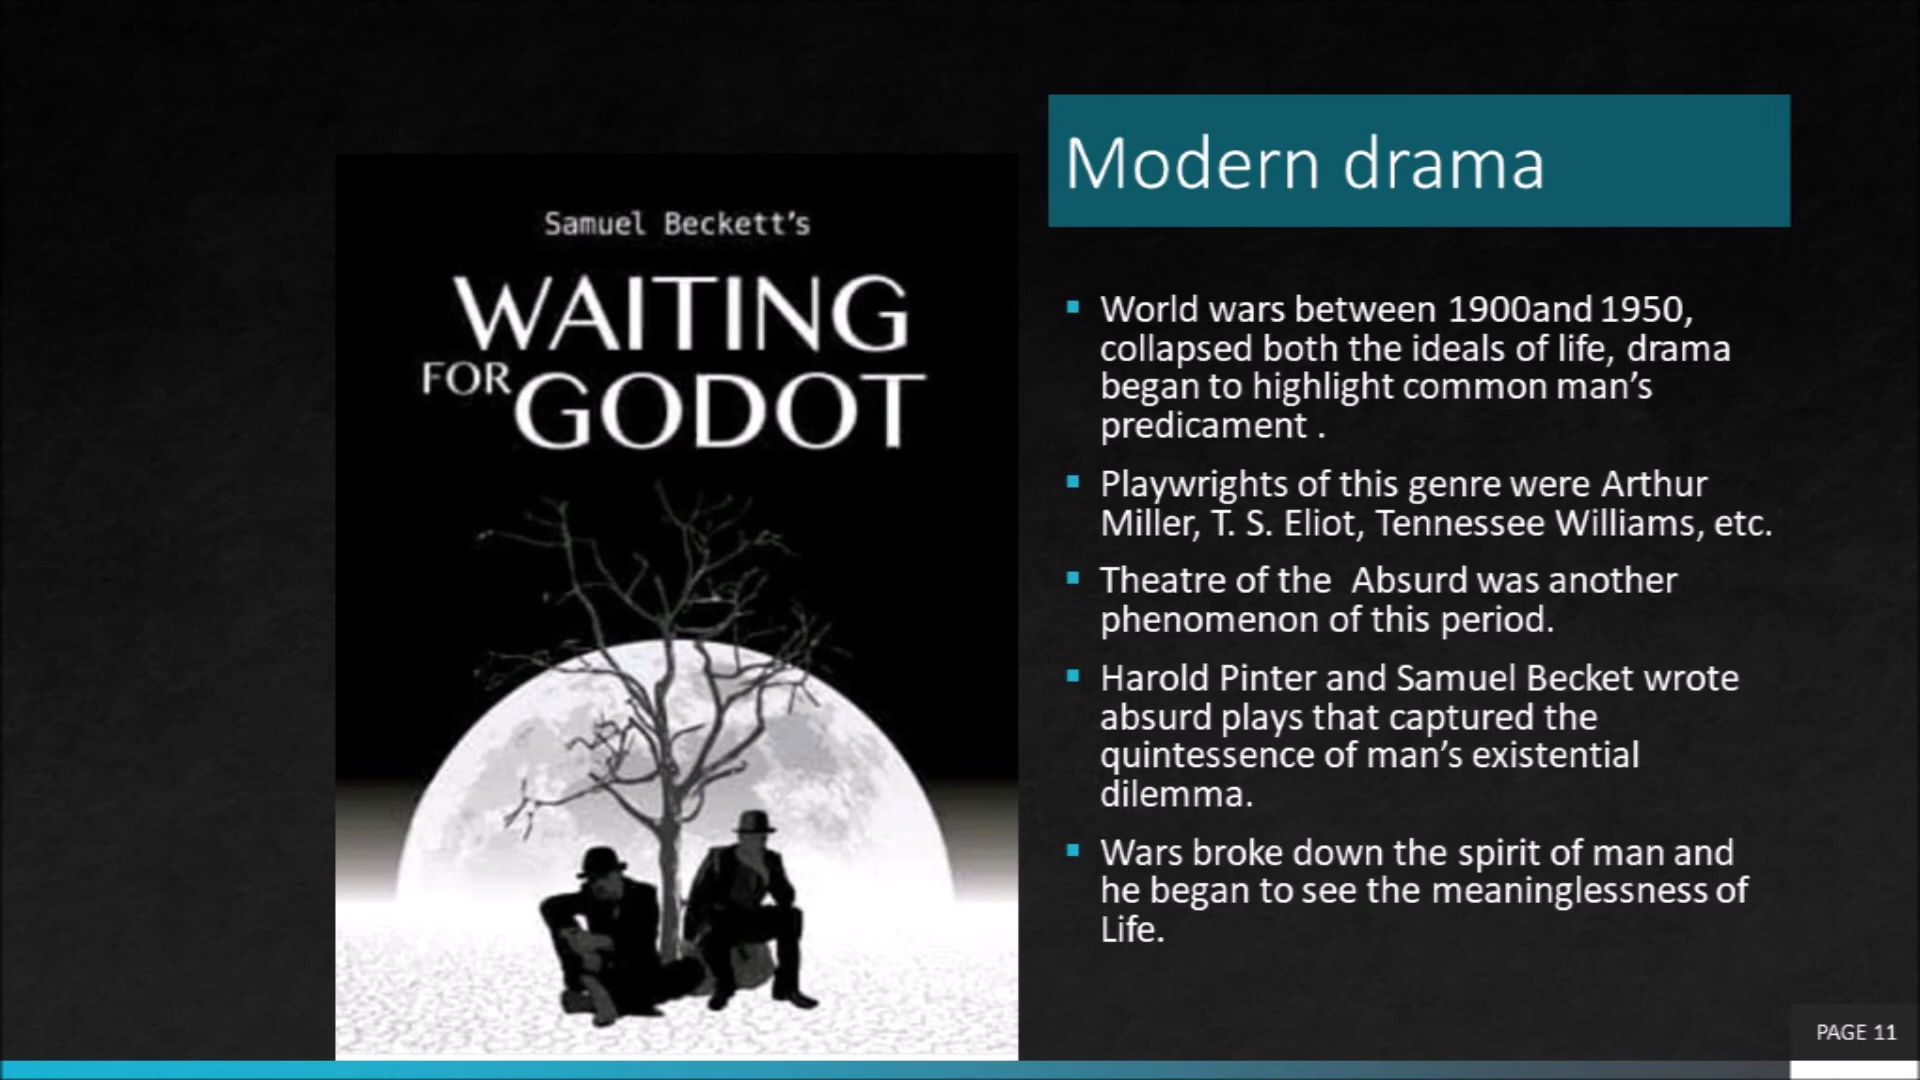 Samuel Beckett's
WAITING
FOR GODOT
Modern drama
▪ World wars between 1900and 1950,
collapsed both the ideals of life, drama
began to highlight common man's
predicament .
▪ Playwrights of this genre were Arthur
Miller, T. S. Eliot, Tennessee Williams, etc.
▪ Theatre of the  Absurd was another
phenomenon of this period.
▪ Harold Pinter and Samuel Becket wrote
absurd plays that captured the
quintessence of man's existential
dilemma.
▪ Wars broke down the spirit of man and
he began to see the meaninglessness of
Life.
PAGE 11